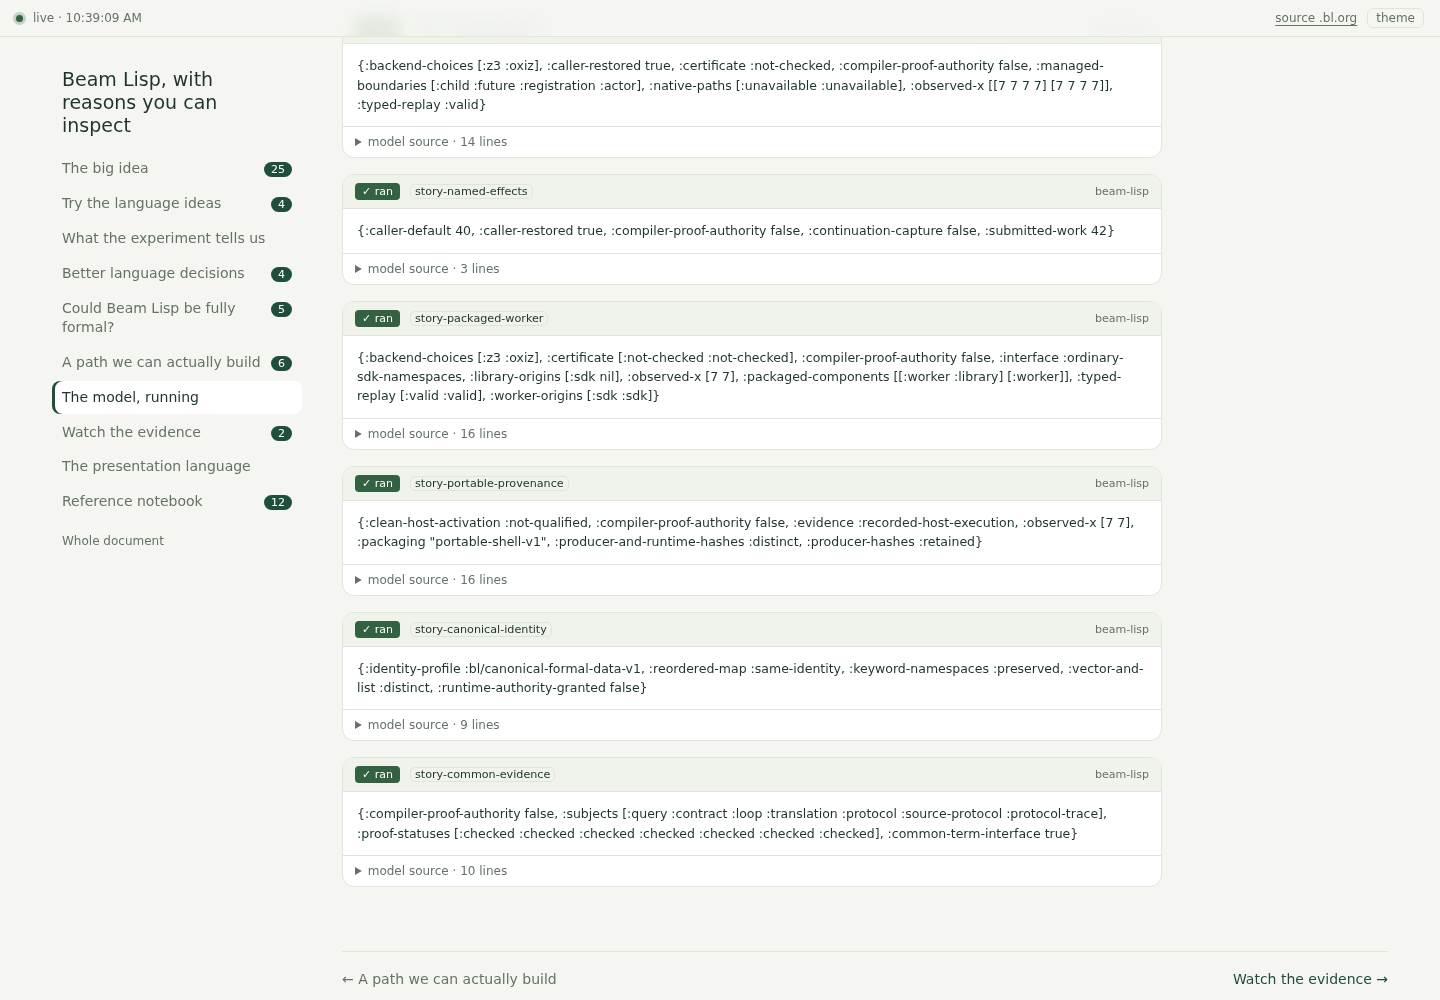 live · 10:39:09 AM
source .bl.org
theme
Beam Lisp, with
reasons you can
inspect
The big idea 25
Try the language ideas 4
What the experiment tells us
Better language decisions 4
Could Beam Lisp be fully 5
formal?
A path we can actually build 6
The model, running
Watch the evidence 2
The presentation language
Reference notebook 12
Whole document
{:backend-choices [:z3 :oxiz], :caller-restored true, :certificate :not-checked, :compiler-proof-authority false, :managed-
boundaries [:child :future :registration :actor], :native-paths [:unavailable :unavailable], :observed-x [[7 7 7 7] [7 7 7 7]],
:typed-replay :valid}
▶ model source · 14 lines
✓ ran story-named-effects beam-lisp
{:caller-default 40, :caller-restored true, :compiler-proof-authority false, :continuation-capture false, :submitted-work 42}
▶ model source · 3 lines
✓ ran story-packaged-worker beam-lisp
{:backend-choices [:z3 :oxiz], :certificate [:not-checked :not-checked], :compiler-proof-authority false, :interface :ordinary-
sdk-namespaces, :library-origins [:sdk nil], :observed-x [7 7], :packaged-components [[:worker :library] [:worker]], :typed-
replay [:valid :valid], :worker-origins [:sdk :sdk]}
▶ model source · 16 lines
✓ ran story-portable-provenance beam-lisp
{:clean-host-activation :not-qualified, :compiler-proof-authority false, :evidence :recorded-host-execution, :observed-x [7 7],
:packaging "portable-shell-v1", :producer-and-runtime-hashes :distinct, :producer-hashes :retained}
▶ model source · 16 lines
✓ ran story-canonical-identity beam-lisp
{:identity-profile :bl/canonical-formal-data-v1, :reordered-map :same-identity, :keyword-namespaces :preserved, :vector-and-
list :distinct, :runtime-authority-granted false}
▶ model source · 9 lines
✓ ran story-common-evidence beam-lisp
{:compiler-proof-authority false, :subjects [:query :contract :loop :translation :protocol :source-protocol :protocol-trace],
:proof-statuses [:checked :checked :checked :checked :checked :checked :checked], :common-term-interface true}
▶ model source · 10 lines
← A path we can actually build
Watch the evidence →